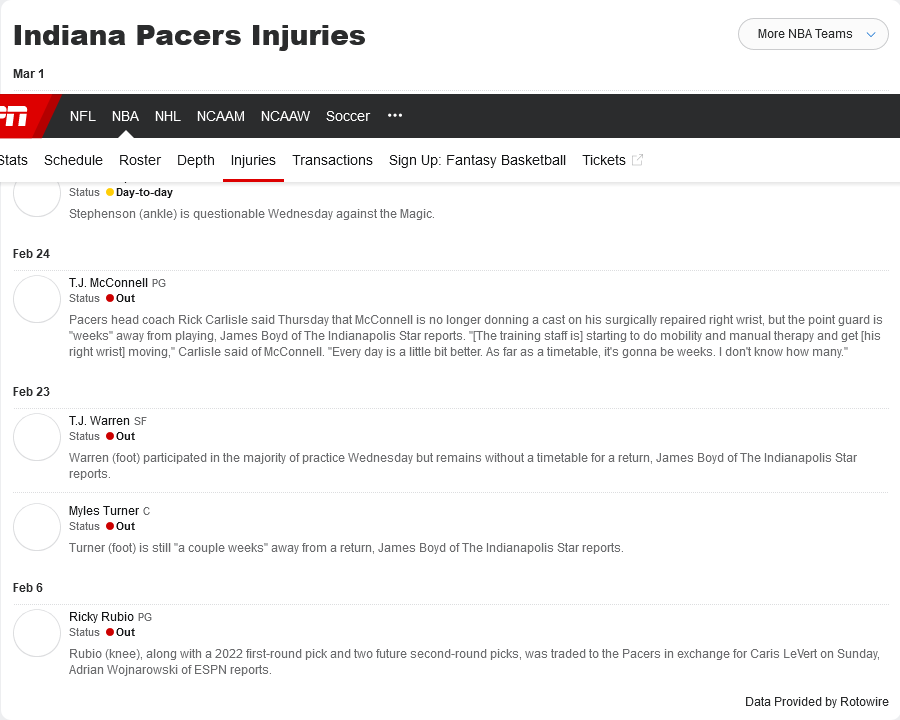 Indiana Pacers Injuries
More NBA Teams
Mar 1
NFL NBA NHL NCAAM NCAAW Soccer •••
Stats Schedule Roster Depth Injuries Transactions Sign Up: Fantasy Basketball Tickets
Status Day-to-day
Stephenson (ankle) is questionable Wednesday against the Magic.
Feb 24
T.J. McConnell PG
Status Out
Pacers head coach Rick Carlisle said Thursday that McConnell is no longer donning a cast on his surgically repaired right wrist, but the point guard is
"weeks" away from playing, James Boyd of The Indianapolis Star reports. "[The training staff is] starting to do mobility and manual therapy and get [his
right wrist] moving," Carlisle said of McConnell. "Every day is a little bit better. As far as a timetable, it's gonna be weeks. I don't know how many."
Feb 23
T.J. Warren SF
Status Out
Warren (foot) participated in the majority of practice Wednesday but remains without a timetable for a return, James Boyd of The Indianapolis Star
reports.
Myles Turner C
Status Out
Turner (foot) is still "a couple weeks" away from a return, James Boyd of The Indianapolis Star reports.
Feb 6
Ricky Rubio PG
Status Out
Rubio (knee), along with a 2022 first-round pick and two future second-round picks, was traded to the Pacers in exchange for Caris LeVert on Sunday,
Adrian Wojnarowski of ESPN reports.
Data Provided by Rotowire